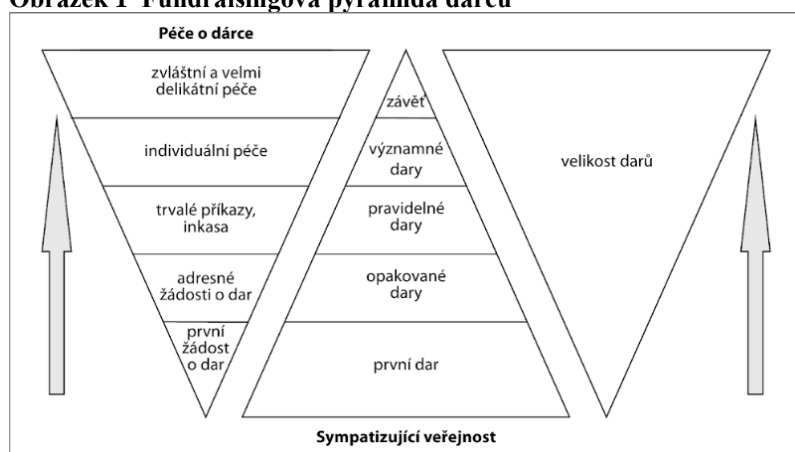 Obrázek 1 Fundraisingová pyramida dárců
Péče o dárce
zvláštní a velmi
delikátní péče
individuální péče
trvalé příkazy,
inkasa
adresné
žádosti o dar
první
žádost
o dar
závěť
významné
dary
pravidelné
dary
opakované
dary
první dar
velikost darů
Sympatizující veřejnost